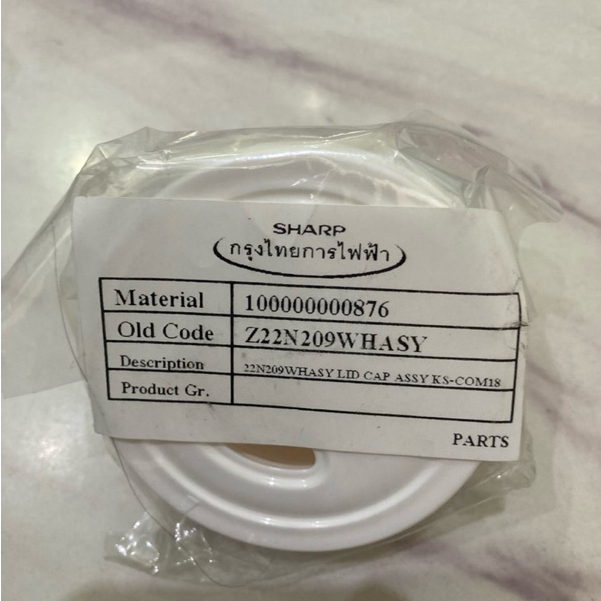 SHARP
กรุงไทยการไฟฟ้า
Material 100000000876
Old Code Z22N209WHASY
Description 22N209WHASY LID CAP ASSY KS-COM18
Product Gr.
PARTS